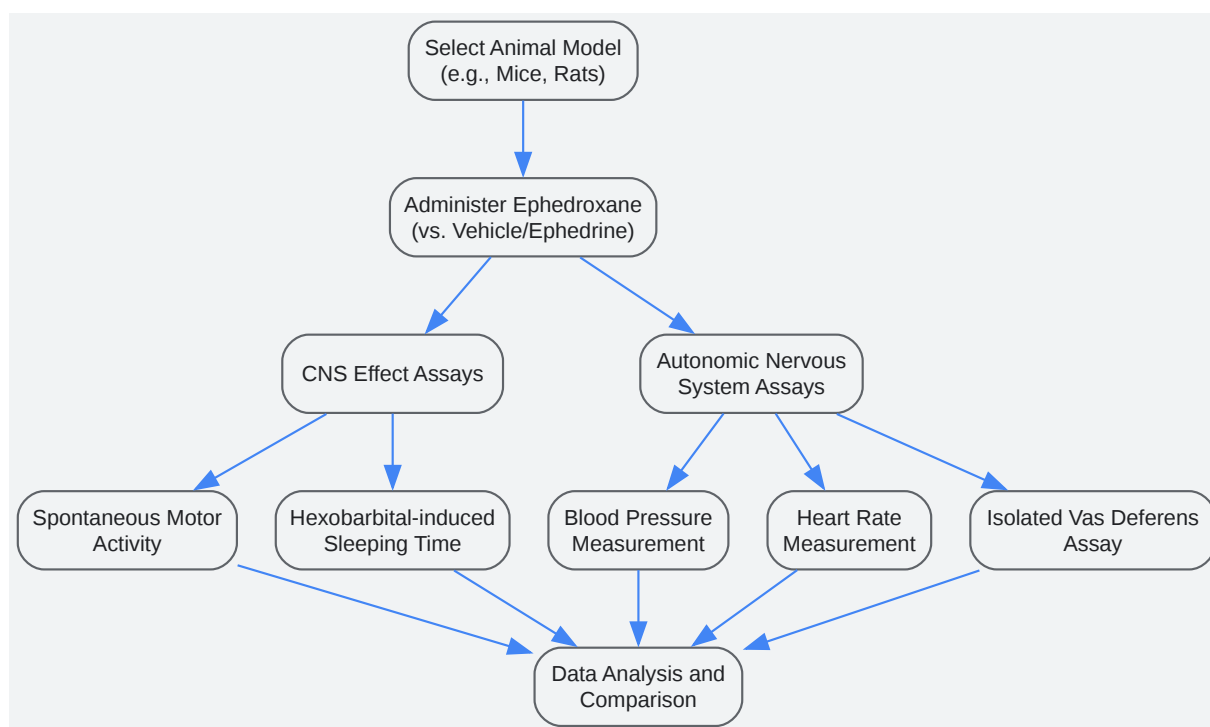 Select Animal Model
(e.g., Mice, Rats)
Administer Ephedroxane
(vs. Vehicle/Ephedrine)
CNS Effect Assays
Autonomic Nervous
System Assays
Spontaneous Motor
Activity
Hexobarbital-induced
Sleeping Time
Blood Pressure
Measurement
Heart Rate
Measurement
Isolated Vas Deferens
Assay
Data Analysis and
Comparison